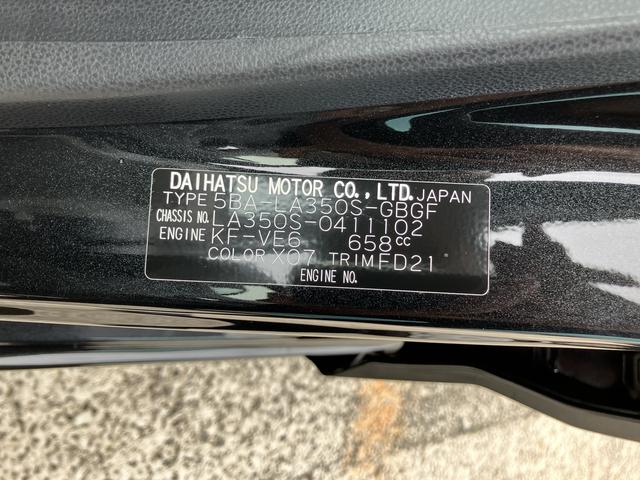 DAIHATSU MOTOR CO., LTD. JAPAN
TYPE 5BA-LA350S-GBGF
CHASSIS NO. LA350S-0411102
ENGINE KF-VE6 658cc
COLOR X07 TRIM FD21
ENGINE NO.